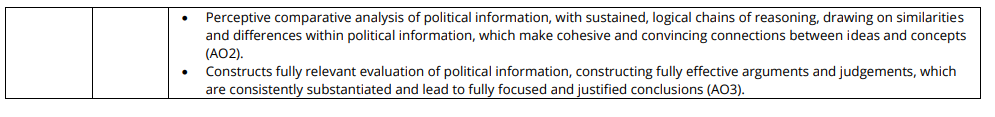 • Perceptive comparative analysis of political information, with sustained, logical chains of reasoning, drawing on similarities
and differences within political information, which make cohesive and convincing connections between ideas and concepts
(AO2).
• Constructs fully relevant evaluation of political information, constructing fully effective arguments and judgements, which
are consistently substantiated and lead to fully focused and justified conclusions (AO3).